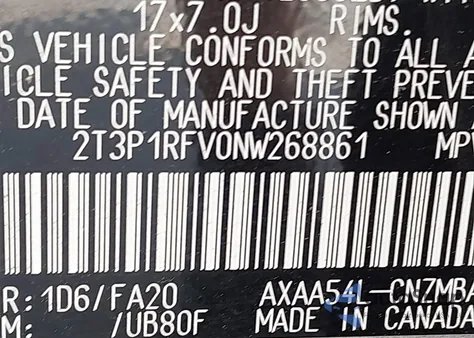 17x7.0J RIMS.
S VEHICLE CONFORMS TO ALL A
ICLE SAFETY AND THEFT PREVE
DATE OF MANUFACTURE SHOWN
2T3P1RFV0NW268861 MPV
R: 1D6/FA20 AXAA54L-CNZMBA
M: /UB80F MADE IN CANADA